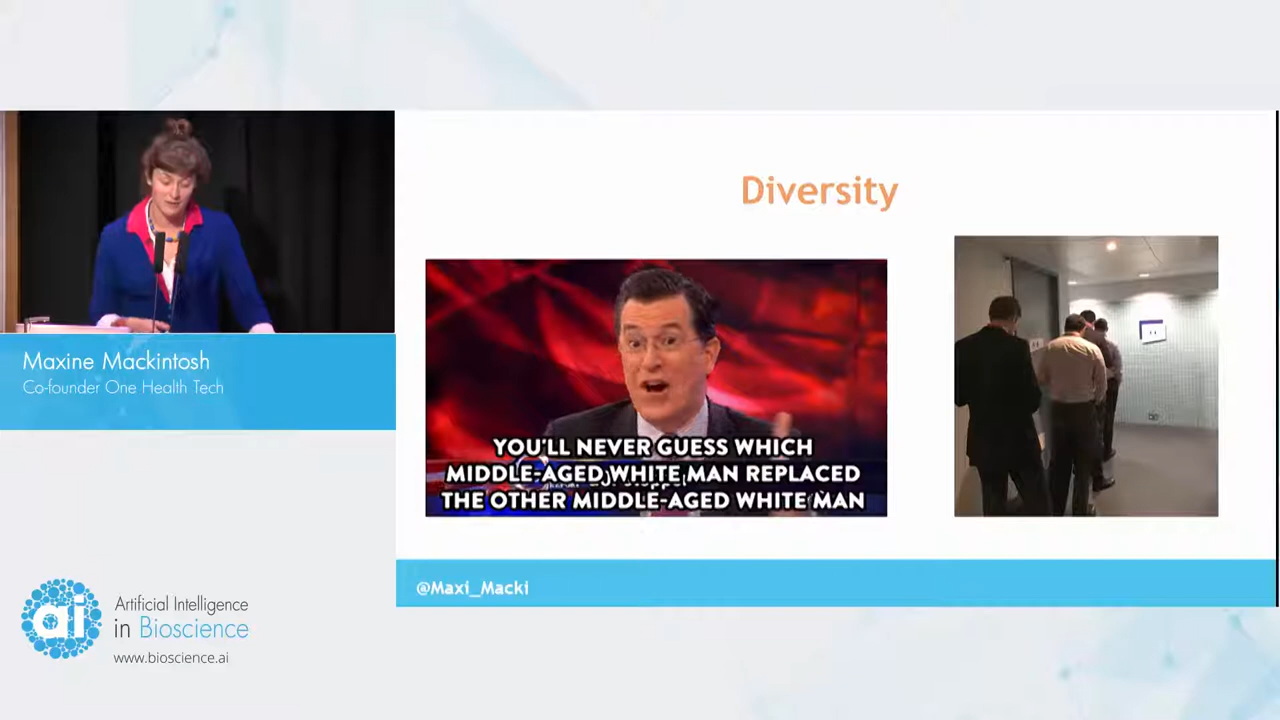 Diversity
YOU'LL NEVER GUESS WHICH
MIDDLE-AGED WHITE MAN REPLACED
THE OTHER MIDDLE-AGED WHITE MAN
Maxine Mackintosh
Co-founder One Health Tech
@Maxi_Macki
ai
Artificial Intelligence
in Bioscience
www.bioscience.ai